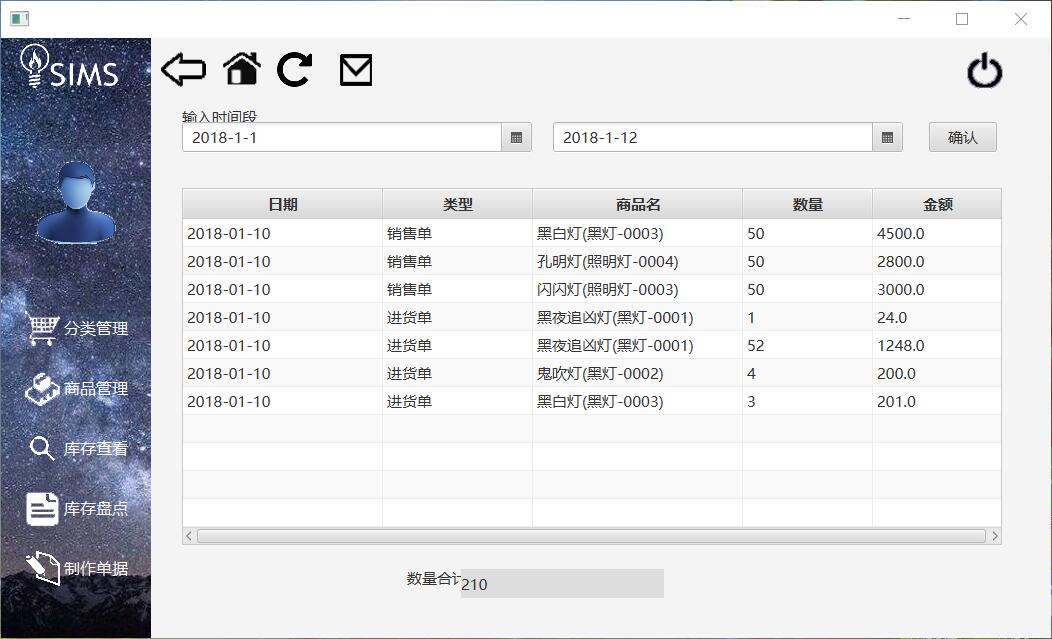 SIMS
输入时间段
2018-1-1
2018-1-12
确认
日期 类型 商品名 数量 金额
2018-01-10 销售单 黑白灯(黑灯-0003) 50 4500.0
2018-01-10 销售单 孔明灯(照明灯-0004) 50 2800.0
2018-01-10 销售单 闪闪灯(照明灯-0003) 50 3000.0
2018-01-10 进货单 黑夜追凶灯(黑灯-0001) 1 24.0
2018-01-10 进货单 黑夜追凶灯(黑灯-0001) 52 1248.0
2018-01-10 进货单 鬼吹灯(黑灯-0002) 4 200.0
2018-01-10 进货单 黑白灯(黑灯-0003) 3 201.0
分类管理
商品管理
库存查看
库存盘点
制作单据
数量合计 210